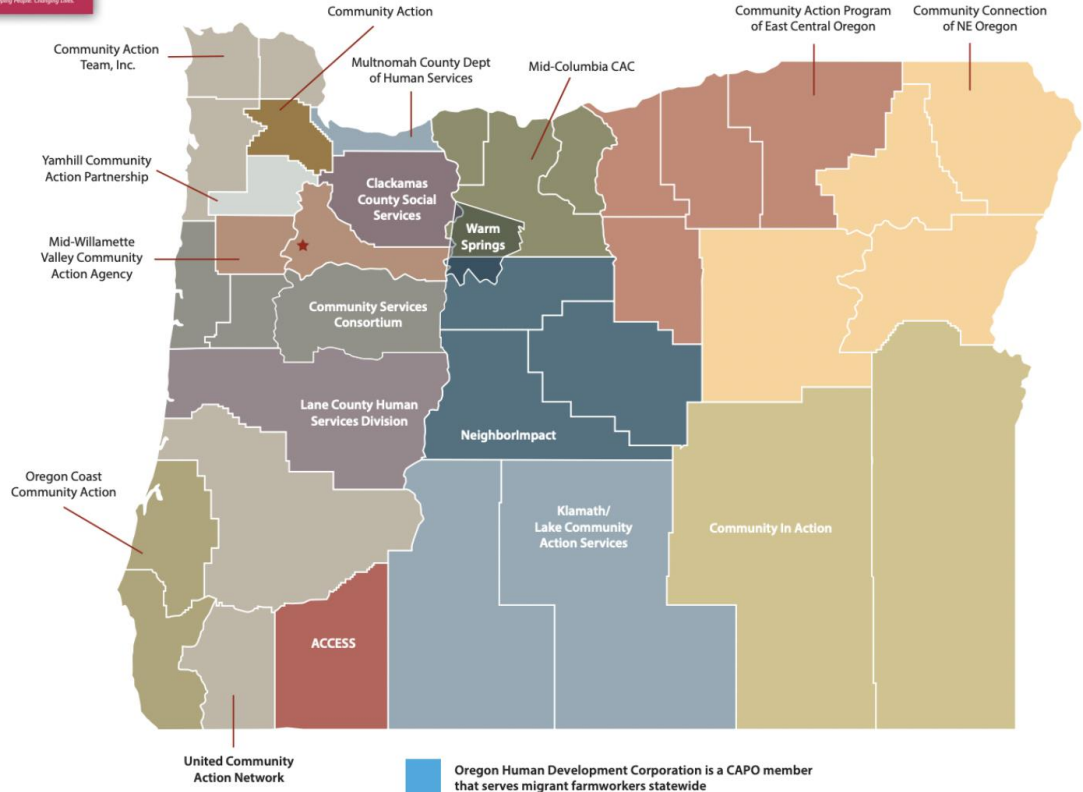 Helping People. Changing Lives.
Community Action
Community Action Program
of East Central Oregon
Community Connection
of NE Oregon
Community Action
Team, Inc.
Multnomah County Dept
of Human Services
Mid-Columbia CAC
Yamhill Community
Action Partnership
Clackamas
County Social
Services
Warm
Springs
Mid-Willamette
Valley Community
Action Agency
Community Services
Consortium
Lane County Human
Services Division
NeighborImpact
Oregon Coast
Community Action
Klamath/
Lake Community
Action Services
Community In Action
ACCESS
United Community
Action Network
Oregon Human Development Corporation is a CAPO member
that serves migrant farmworkers statewide